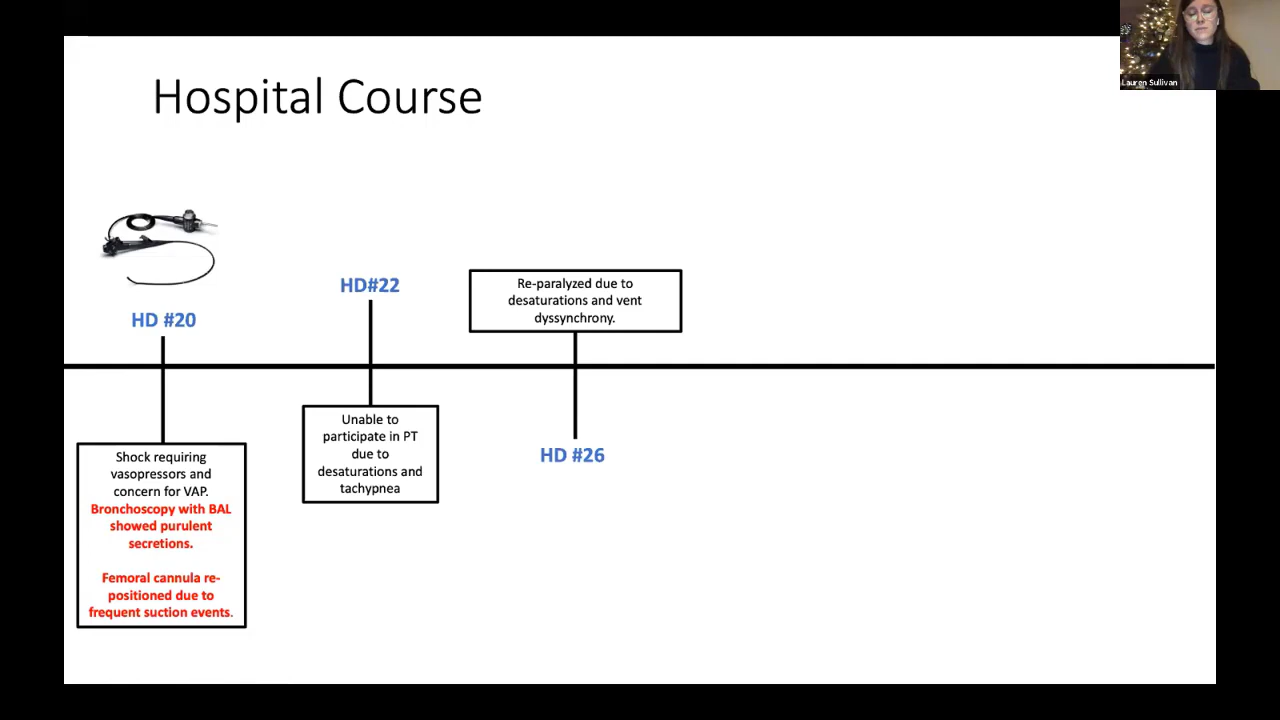 Hospital Course
Lauren Sullivan
HD #20
Shock requiring
vasopressors and
concern for VAP.
Bronchoscopy with BAL
showed purulent
secretions.
Femoral cannula re-
positioned due to
frequent suction events.
HD#22
Unable to
participate in PT
due to
desaturations and
tachypnea
Re-paralyzed due to
desaturations and vent
dyssynchrony.
HD #26